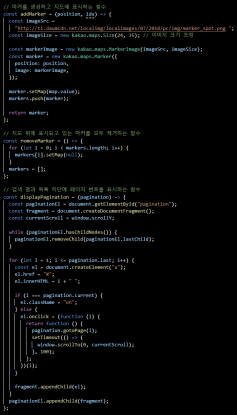 // 마커를 생성하고 지도에 표시하는 함수
const addMarker = (position, idx) => {
const imageSrc =
"http://t1.daumcdn.net/localimg/localimages/07/2018/pc/img/marker_spot.png";
const imageSize = new kakao.maps.Size(24, 35); // 이미지 크기 조정
const markerImage = new kakao.maps.MarkerImage(imageSrc, imageSize);
const marker = new kakao.maps.Marker({
position: position,
image: markerImage,
});
marker.setMap(map.value);
markers.push(marker);
return marker;
};
// 지도 위에 표시되고 있는 마커를 모두 제거하는 함수
const removeMarker = () => {
for (let i = 0; i < markers.length; i++) {
markers[i].setMap(null);
}
markers = [];
};
// 검색 결과 목록 하단에 페이지 번호를 표시하는 함수
const displayPagination = (pagination) => {
const paginationEl = document.getElementById("pagination");
const fragment = document.createDocumentFragment();
const currentScroll = window.scrollY;
while (paginationEl.hasChildNodes()) {
paginationEl.removeChild(paginationEl.lastChild);
}
for (let i = 1; i <= pagination.last; i++) {
const el = document.createElement("a");
el.href = "#";
el.innerHTML = i + " ";
if (i === pagination.current) {
el.className = "on";
} else {
el.onclick = (function (i) {
return function () {
pagination.gotoPage(i);
setTimeout(() => {
window.scrollTo(0, currentScroll);
}, 100);
};
})(i);
}
fragment.appendChild(el);
}
paginationEl.appendChild(fragment);
};